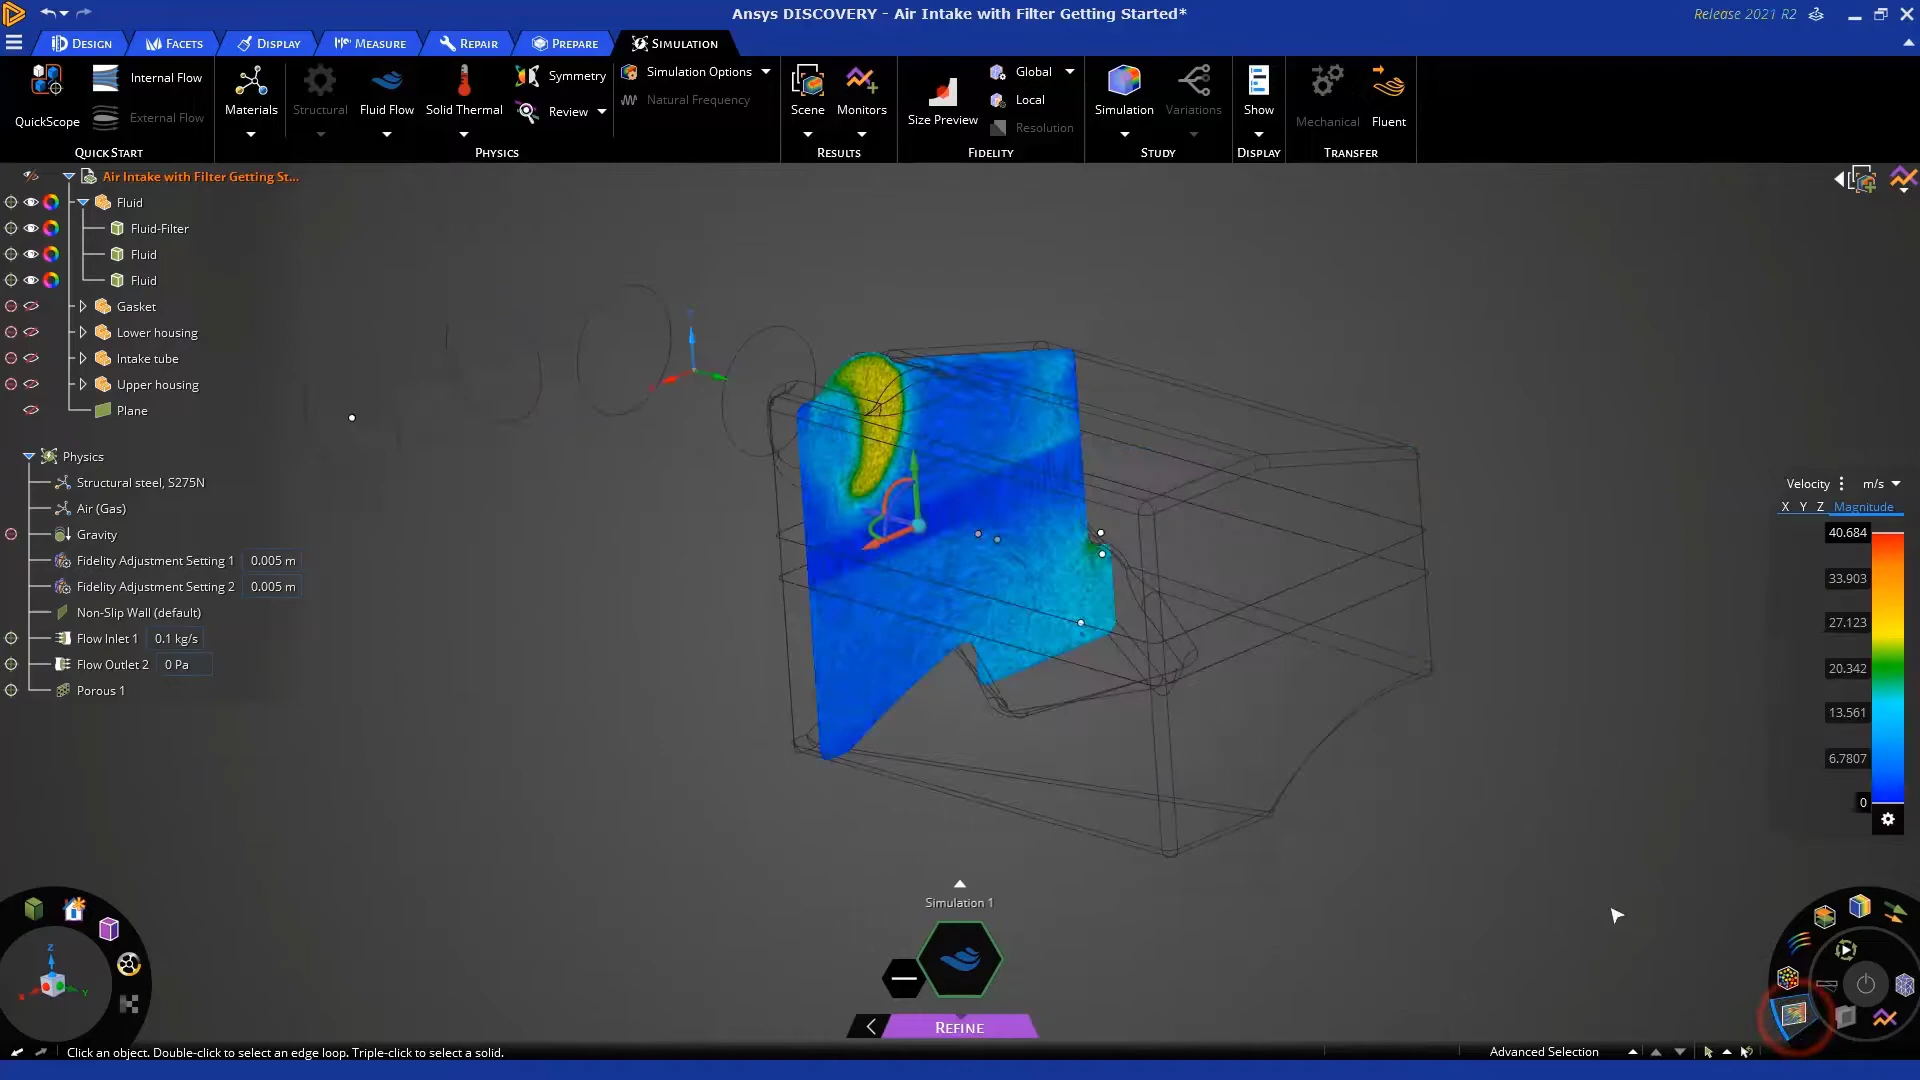 Ansys DISCOVERY - Air Intake with Filter Getting Started*
Release 2021 R2
DESIGN
FACETS
DISPLAY
MEASURE
REPAIR
PREPARE
SIMULATION
QuickScope
Internal Flow
External Flow
QUICK START
Materials
Structural
Fluid Flow
Solid Thermal
Symmetry
Review
Simulation Options
Natural Frequency
PHYSICS
Scene
Monitors
RESULTS
Size Preview
Global
Local
Resolution
FIDELITY
Simulation
Variations
STUDY
Show
DISPLAY
Mechanical
Fluent
TRANSFER
Air Intake with Filter Getting St...
Fluid
Fluid-Filter
Fluid
Fluid
Gasket
Lower housing
Intake tube
Upper housing
Plane
Physics
Structural steel, S275N
Air (Gas)
Gravity
Fidelity Adjustment Setting 1 0.005 m
Fidelity Adjustment Setting 2 0.005 m
Non-Slip Wall (default)
Flow Inlet 1 0.1 kg/s
Flow Outlet 2 0 Pa
Porous 1
Velocity m/s
X Y Z Magnitude
40.684
33.903
27.123
20.342
13.561
6.7807
0
Simulation 1
REFINE
Z
X
Y
Click an object. Double-click to select an edge loop. Triple-click to select a solid.
Advanced Selection